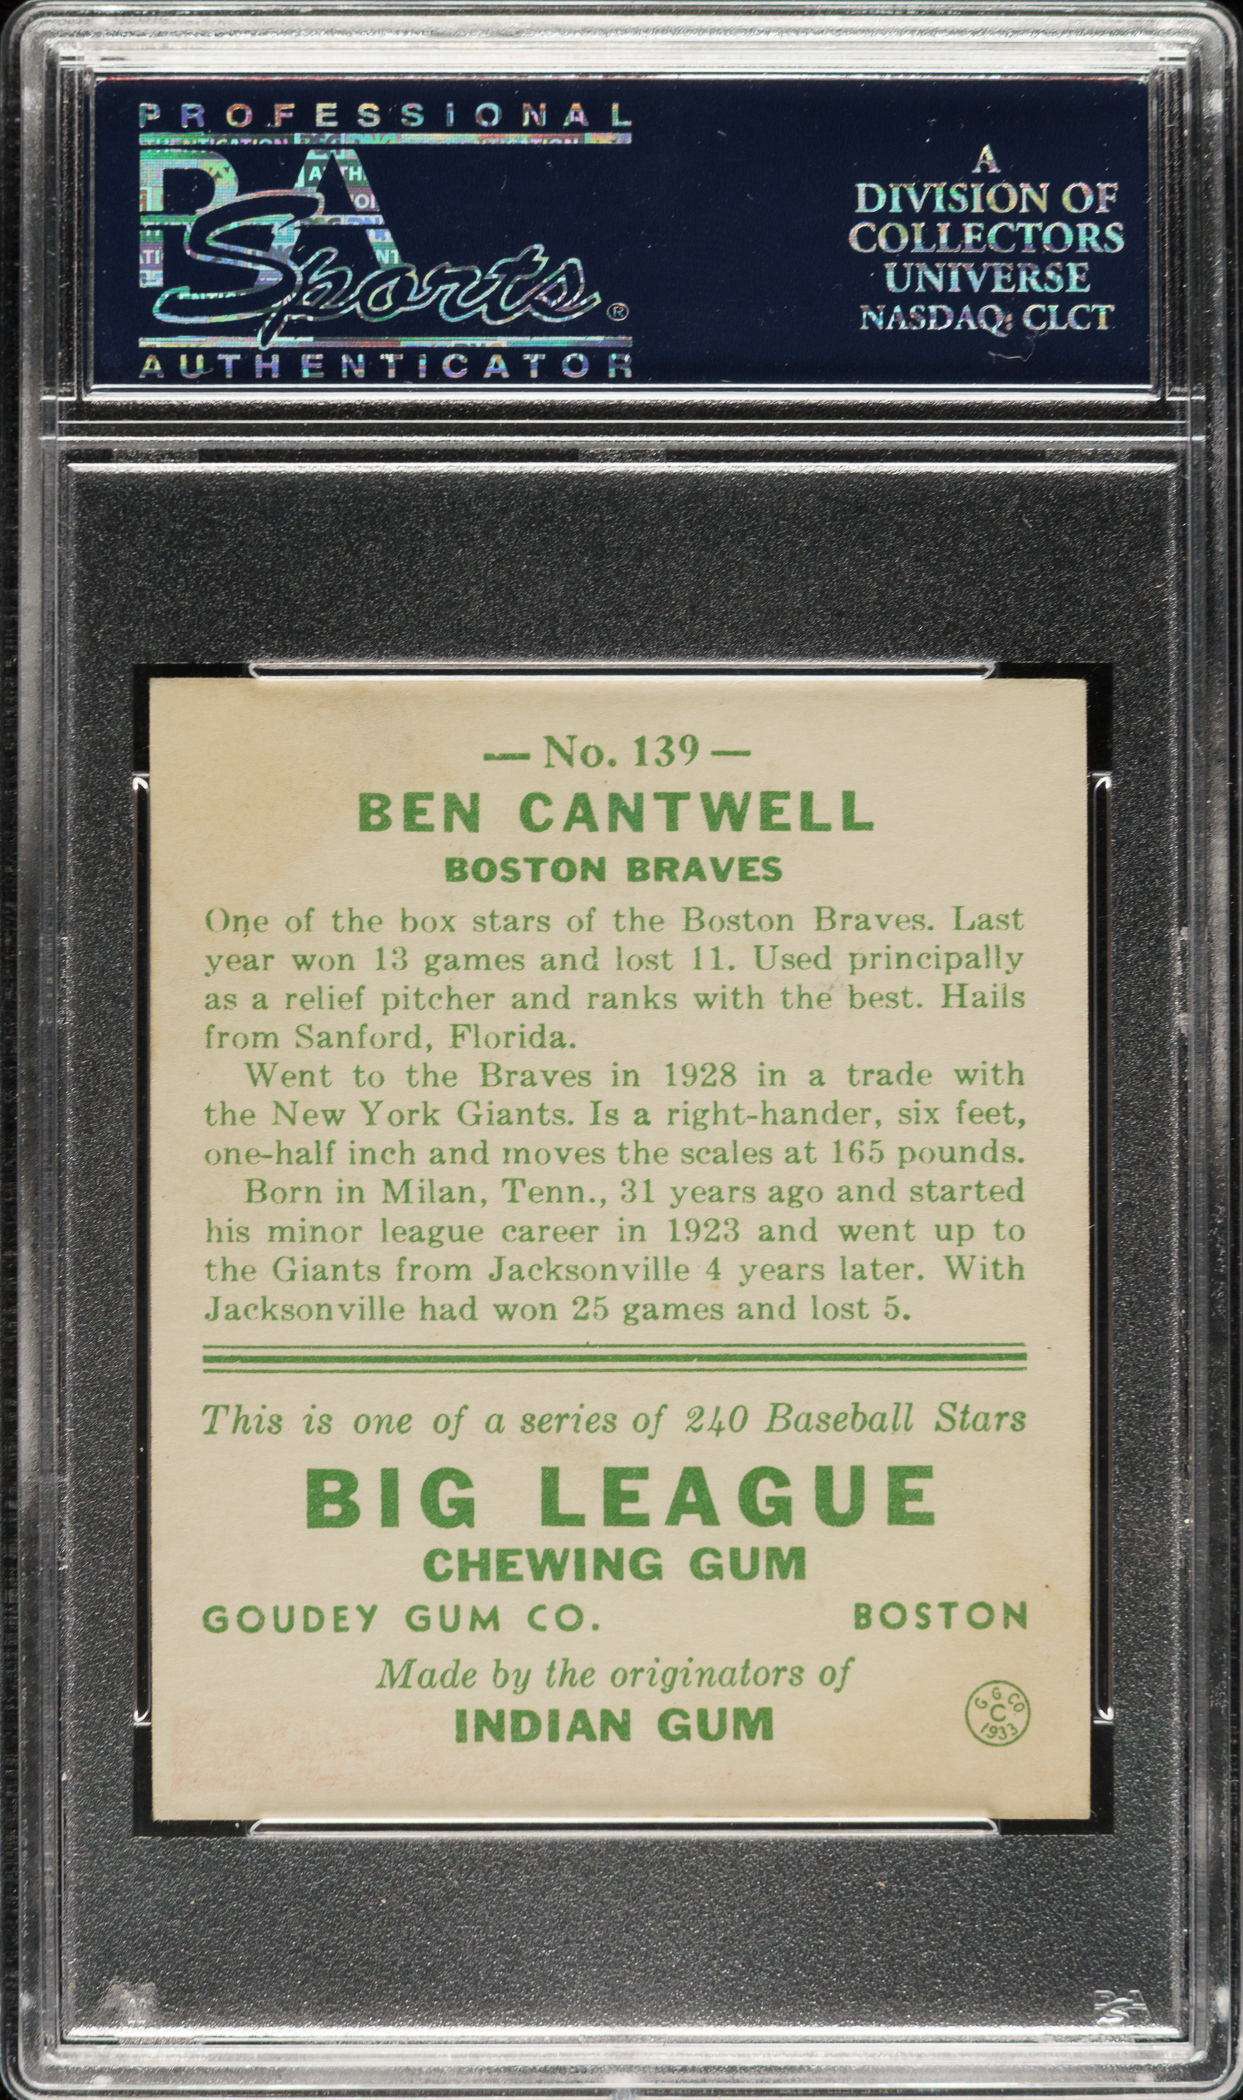 PROFESSIONAL
PSA
Sports®
AUTHENTICATOR
A
DIVISION OF
COLLECTORS
UNIVERSE
NASDAQ: CLCT
— No. 139 —
BEN CANTWELL
BOSTON BRAVES
One of the box stars of the Boston Braves. Last
year won 13 games and lost 11. Used principally
as a relief pitcher and ranks with the best. Hails
from Sanford, Florida.
Went to the Braves in 1928 in a trade with
the New York Giants. Is a right-hander, six feet,
one-half inch and moves the scales at 165 pounds.
Born in Milan, Tenn., 31 years ago and started
his minor league career in 1923 and went up to
the Giants from Jacksonville 4 years later. With
Jacksonville had won 25 games and lost 5.
This is one of a series of 240 Baseball Stars
BIG LEAGUE
CHEWING GUM
GOUDEY GUM CO. BOSTON
Made by the originators of
INDIAN GUM
G G CO.
C
1933
PSA